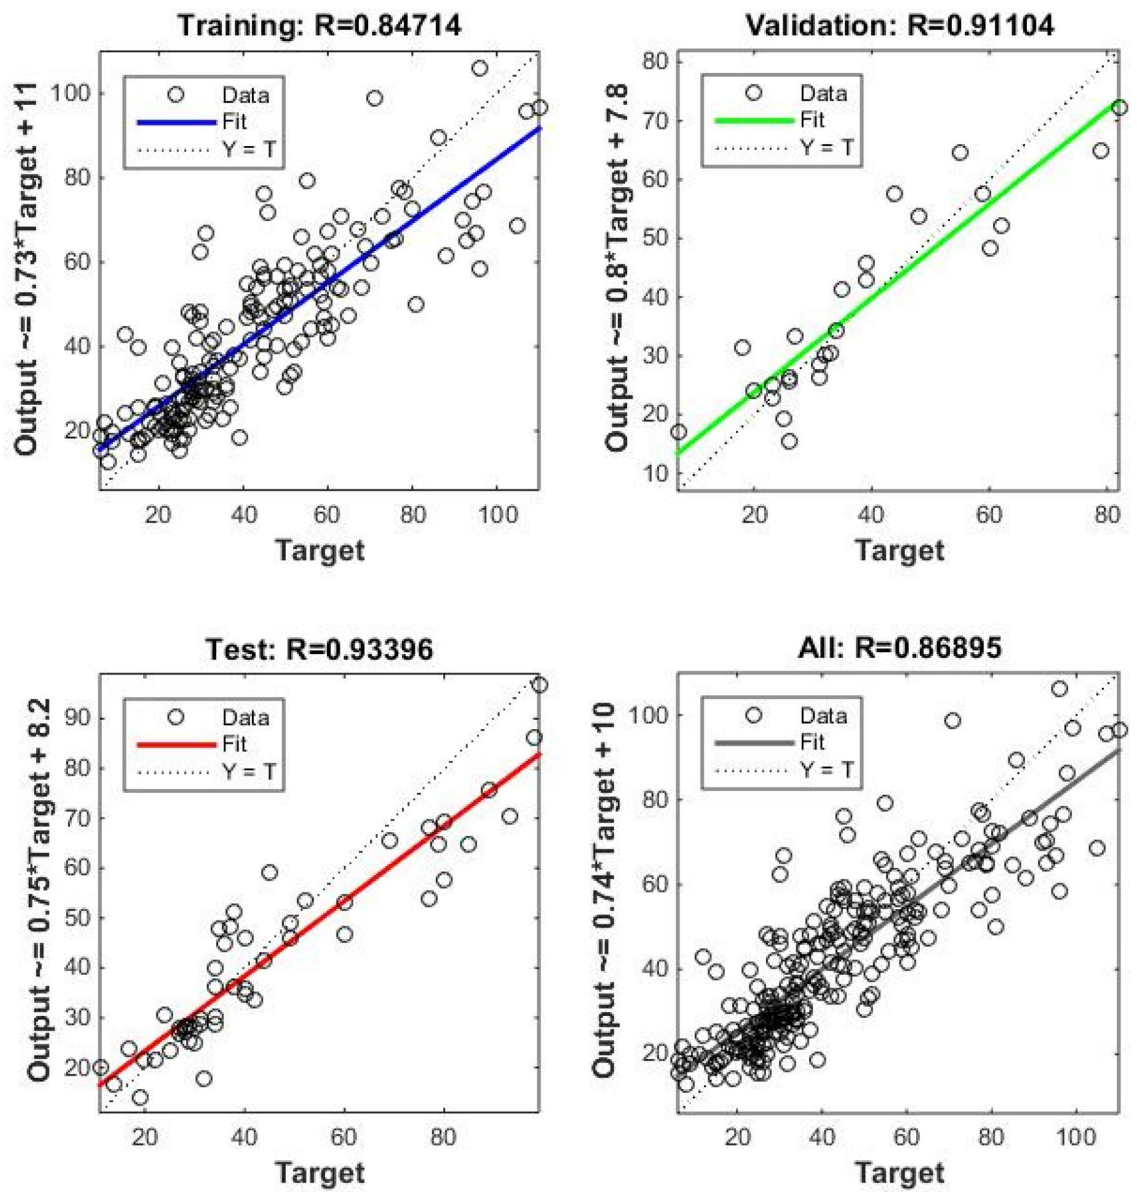 Training: R=0.84714
Output ~= 0.73*Target + 11
100
80
60
40
20
Data
Fit
Y = T
20 40 60 80 100
Target
Validation: R=0.91104
Output ~= 0.8*Target + 7.8
80
70
60
50
40
30
20
10
Data
Fit
Y = T
20 40 60 80
Target
Test: R=0.93396
Output ~= 0.75*Target + 8.2
90
80
70
60
50
40
30
20
Data
Fit
Y = T
20 40 60 80
Target
All: R=0.86895
Output ~= 0.74*Target + 10
100
80
60
40
20
Data
Fit
Y = T
20 40 60 80 100
Target